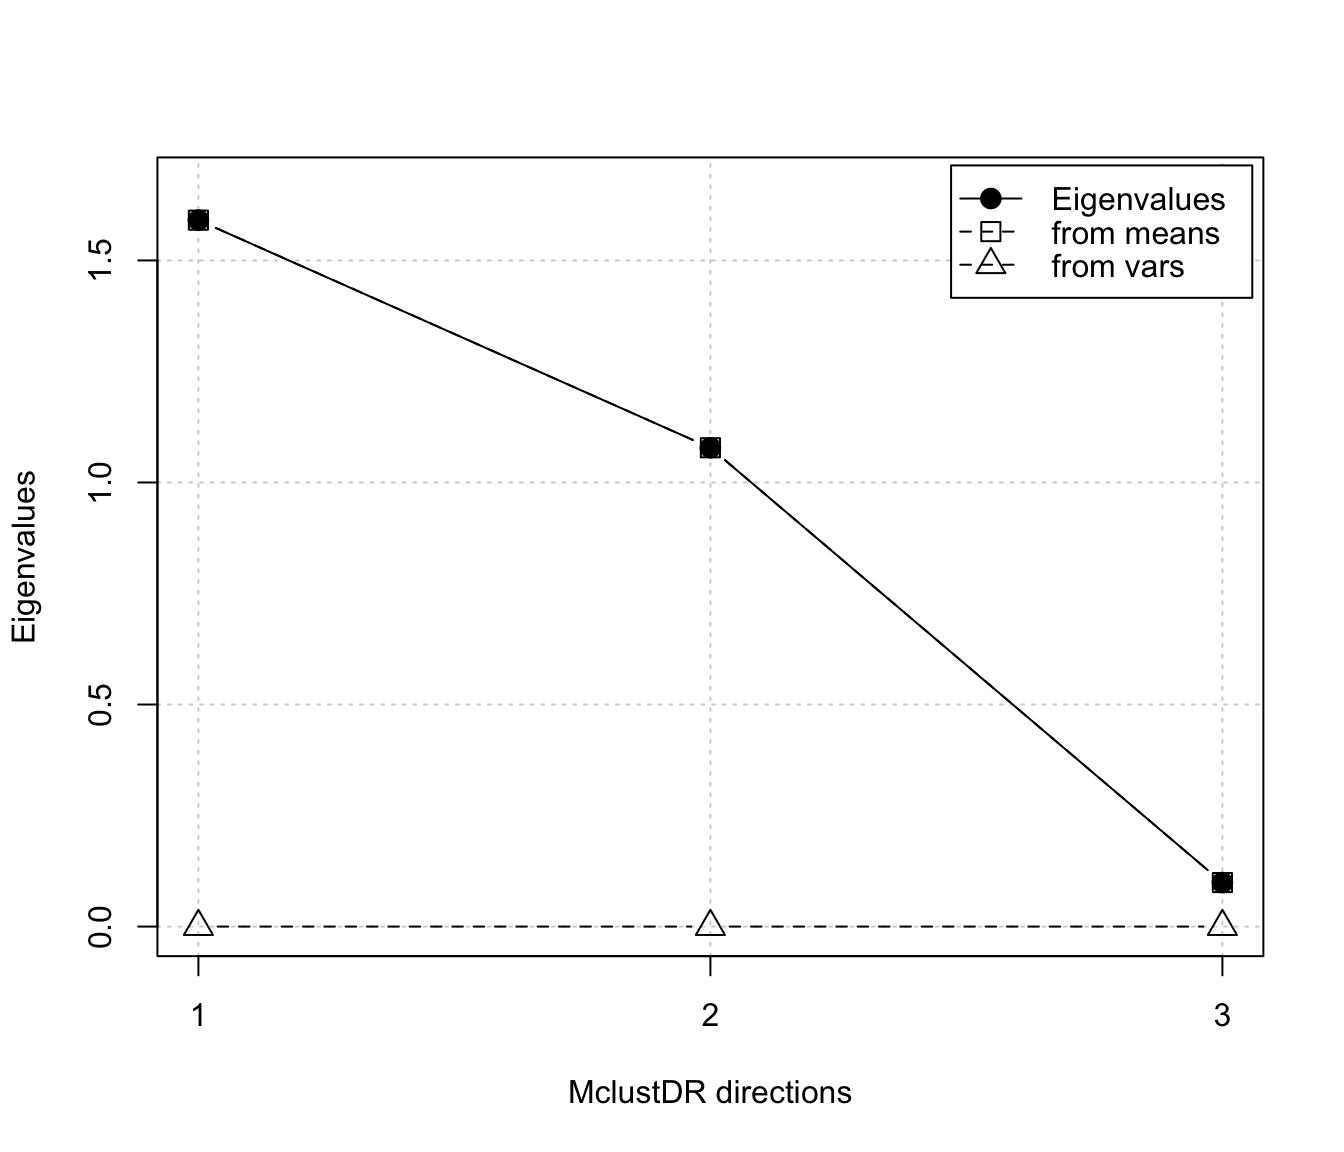 Eigenvalues
from means
from vars
1.5
1.0
0.5
0.0
Eigenvalues
1 2 3
MclustDR directions